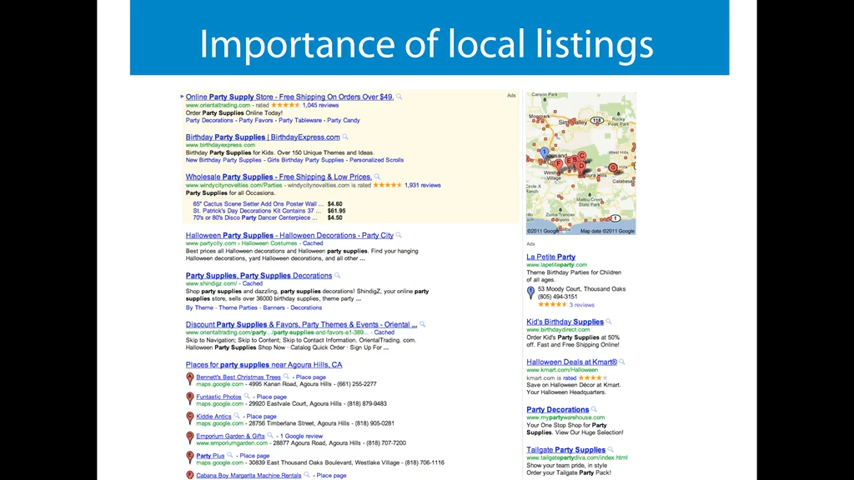 Importance of local listings
Online Party Supply Store - Free Shipping On Orders Over $49.
Ads
www.orientaltrading.com - rated 1,045 reviews
Order Party Supplies Online Today!
Party Decorations - Party Favors - Party Tableware - Party Candy
Birthday Party Supplies | BirthdayExpress.com
www.birthdayexpress.com
Birthday Party Supplies for Kids. Over 150 Unique Themes and Ideas.
New Birthday Party Supplies - Girls Birthday Party Supplies - Personalized Scrolls
Wholesale Party Supplies - Free Shipping & Low Prices.
www.windycitynovelties.com/Parties - windycitynovelties.com is rated 1,931 reviews
Party Supplies for All Occasions.
65" Cactus Scene Setter Add Ons Poster Wall ... $4.60
St. Patrick's Day Decorations Kit Contains 37 ... $61.95
70's or 80's Disco Party Dancer Centerpiece ... $4.50
Halloween Party Supplies - Halloween Decorations - Party City
www.partycity.com - Halloween Costumes - Cached
Best prices all Halloween decorations and Halloween party supplies. Find your hanging
Halloween decorations, yard Halloween decorations, and all other ...
Party Supplies, Party Supplies Decorations
www.shindigz.com/ - Cached
Shop party supplies and dazzling, party supplies decorations! ShindigZ, your online party
supplies store, sells over 36000 birthday supplies, theme party ...
By Theme - Theme Parties - Banners - Decorations
Discount Party Supplies & Favors, Party Themes & Events - Oriental ...
www.orientaltrading.com/party.../party-supplies-and-favors-a1-389... - Cached
Skip to Navigation; Skip to Content; Skip to Contact Information. OrientalTrading. com.
Halloween Party Supplies Shop Now · Catalog Quick Order · Sign Up For ...
Places for party supplies near Agoura Hills, CA
Bennett's Best Christmas Trees - Place page
maps.google.com - 4995 Kanan Road, Agoura Hills - (661) 255-2277
Funtastic Photos - Place page
maps.google.com - 29920 Eastvale Court, Agoura Hills - (818) 879-9483
Kiddie Antics - Place page
maps.google.com - 28756 Timberlane Street, Agoura Hills - (818) 905-0281
Emporium Garden & Gifts - 1 Google review
www.emporiumgarden.com - 28877 Agoura Road, Agoura Hills - (818) 707-7200
Party Plus - Place page
maps.google.com - 30839 East Thousand Oaks Boulevard, Westlake Village - (818) 706-1116
Cabana Boy Margarita Machine Rentals - Place page
Canyon Park
Moorpark
Simi Valley
118
West Hills
Westlake
Village
Calabasas
1
©2011 Google Map data ©2011 Google
Ads
La Petite Party
www.lapetiteparty.com
Theme Birthday Parties for Children
of all ages.
53 Moody Court, Thousand Oaks
(805) 494-3151
3 reviews
Kid's Birthday Supplies
www.birthdaydirect.com
Order Kid's Party Supplies at 50%
off. Fast and Free Shipping Online!
Halloween Deals at Kmart®
www.kmart.com/Halloween
kmart.com is rated
Save on Halloween Décor at Kmart.
Your Halloween Headquarters.
Party Decorations
www.mypartywarehouse.com
Your One Stop Shop for Party
Supplies. View Our Huge Selection!
Tailgate Party Supplies
www.tailgatepartydiva.com/index.html
Show your team pride, in style
Order your Tailgate Party Pack!